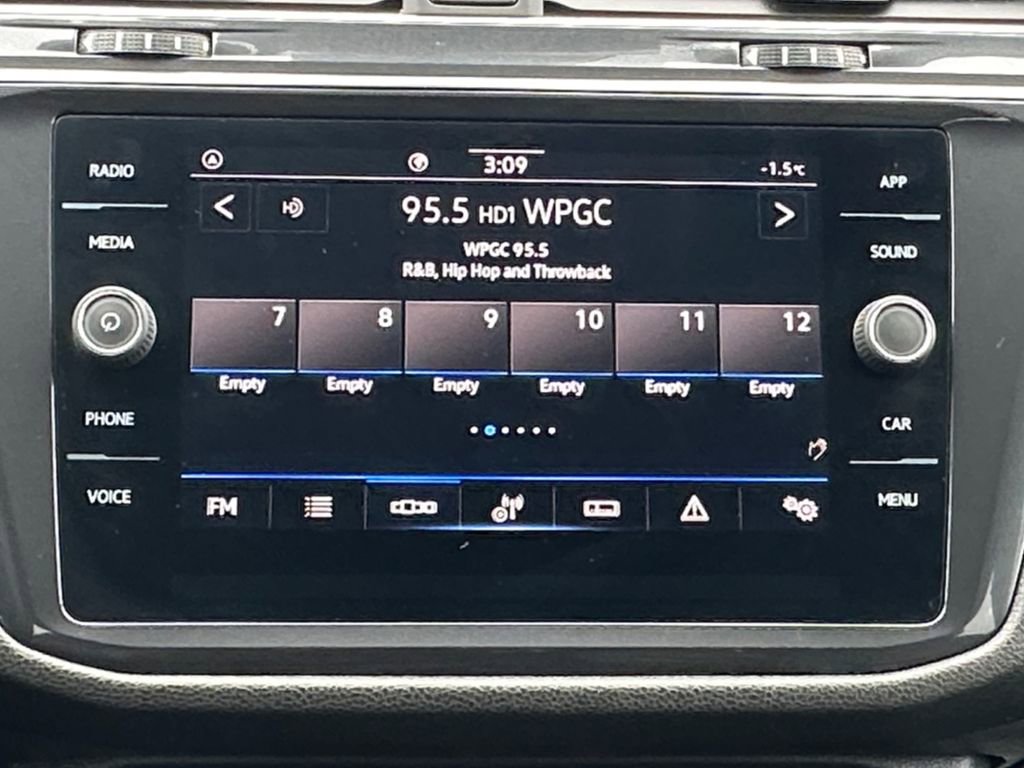 RADIO
MEDIA
PHONE
VOICE
3:09
-1.5°C
HD
95.5 HD1 WPGC
WPGC 95.5
R&B, Hip Hop and Throwback
7 8 9 10 11 12
Empty Empty Empty Empty Empty Empty
FM
APP
SOUND
CAR
MENU